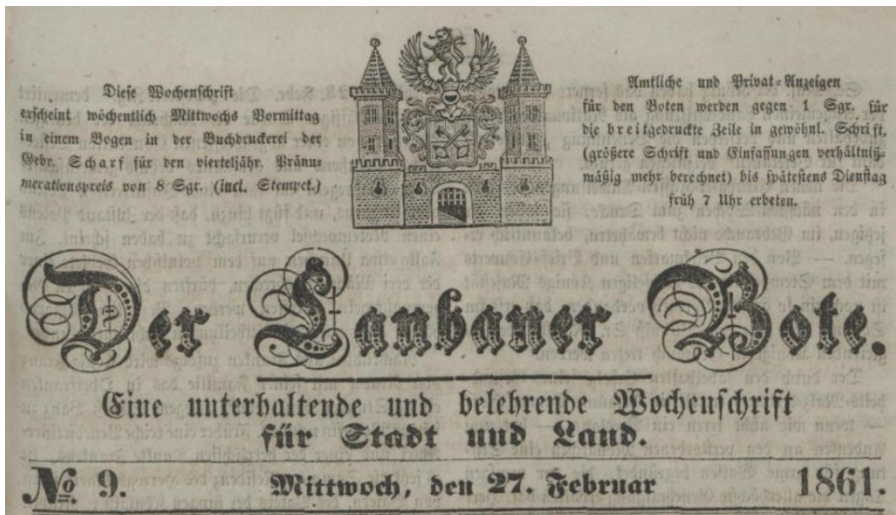 Diese Wochenschrift
erscheint wöchentlich Mittwochs Vormittag
in einem Bogen in der Buchdruckerei der
Gebr. Scharf für den vierteljähr. Pränu-
merationspreis von 8 Sgr. (incl. Stempel.)
Amtliche und Privat-Anzeigen
für den Boten werden gegen 1 Sgr. für
die breitgedruckte Zeile in gewöhnl. Schrift
(größere Schrift und Einfassungen verhältniß-
mäßig mehr berechnet) bis spätestens Dienstag
früh 7 Uhr erbeten.
Der Laubaner Bote.
Eine unterhaltende und belehrende Wochenschrift
für Stadt und Land.
No. 9. Mittwoch, den 27. Februar 1861.